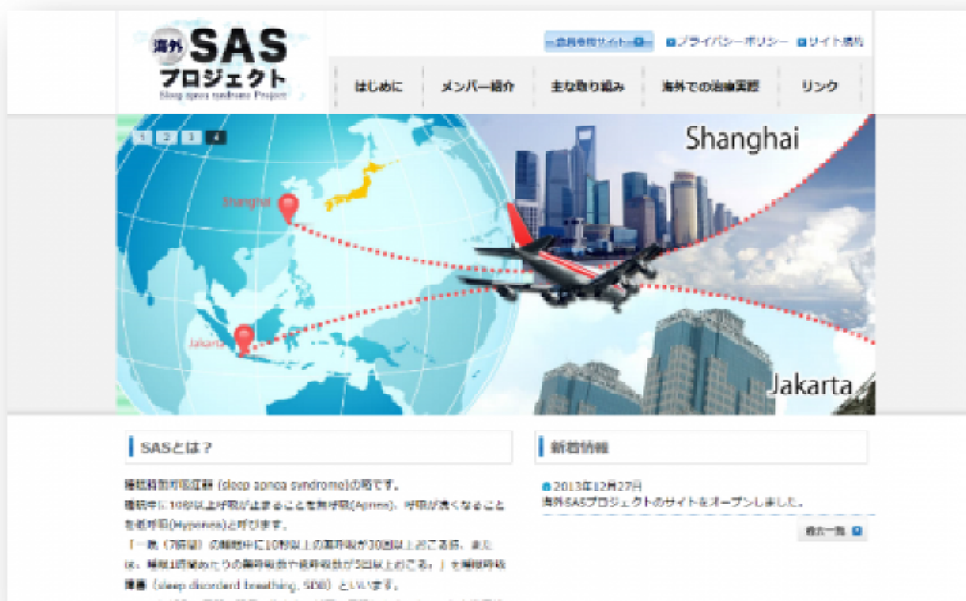 海外SAS
プロジェクト
Sleep apnea syndrome Project
会員専用サイト プライバシーポリシー サイト規約
はじめに メンバー紹介 主な取り組み 海外での治療実際 リンク
1 2 3 4
Shanghai
Shanghai
Jakarta
Jakarta
SASとは？
睡眠時無呼吸症候群 (sleep apnea syndrome)の略です。
睡眠中に10秒以上呼吸が止まることを無呼吸(Apnea)、呼吸が浅くなること
を低呼吸(Hypopnea)と呼びます。
「一晩（7時間）の睡眠中に10秒以上の無呼吸が30回以上おこる、また
は、睡眠1時間あたりの無呼吸数や低呼吸数が5回以上おこる。」を睡眠呼吸
障害（sleep disorderd breathing, SDB）といいます。
新着情報
2013年12月27日
海外SASプロジェクトのサイトをオープンしました。
過去一覧